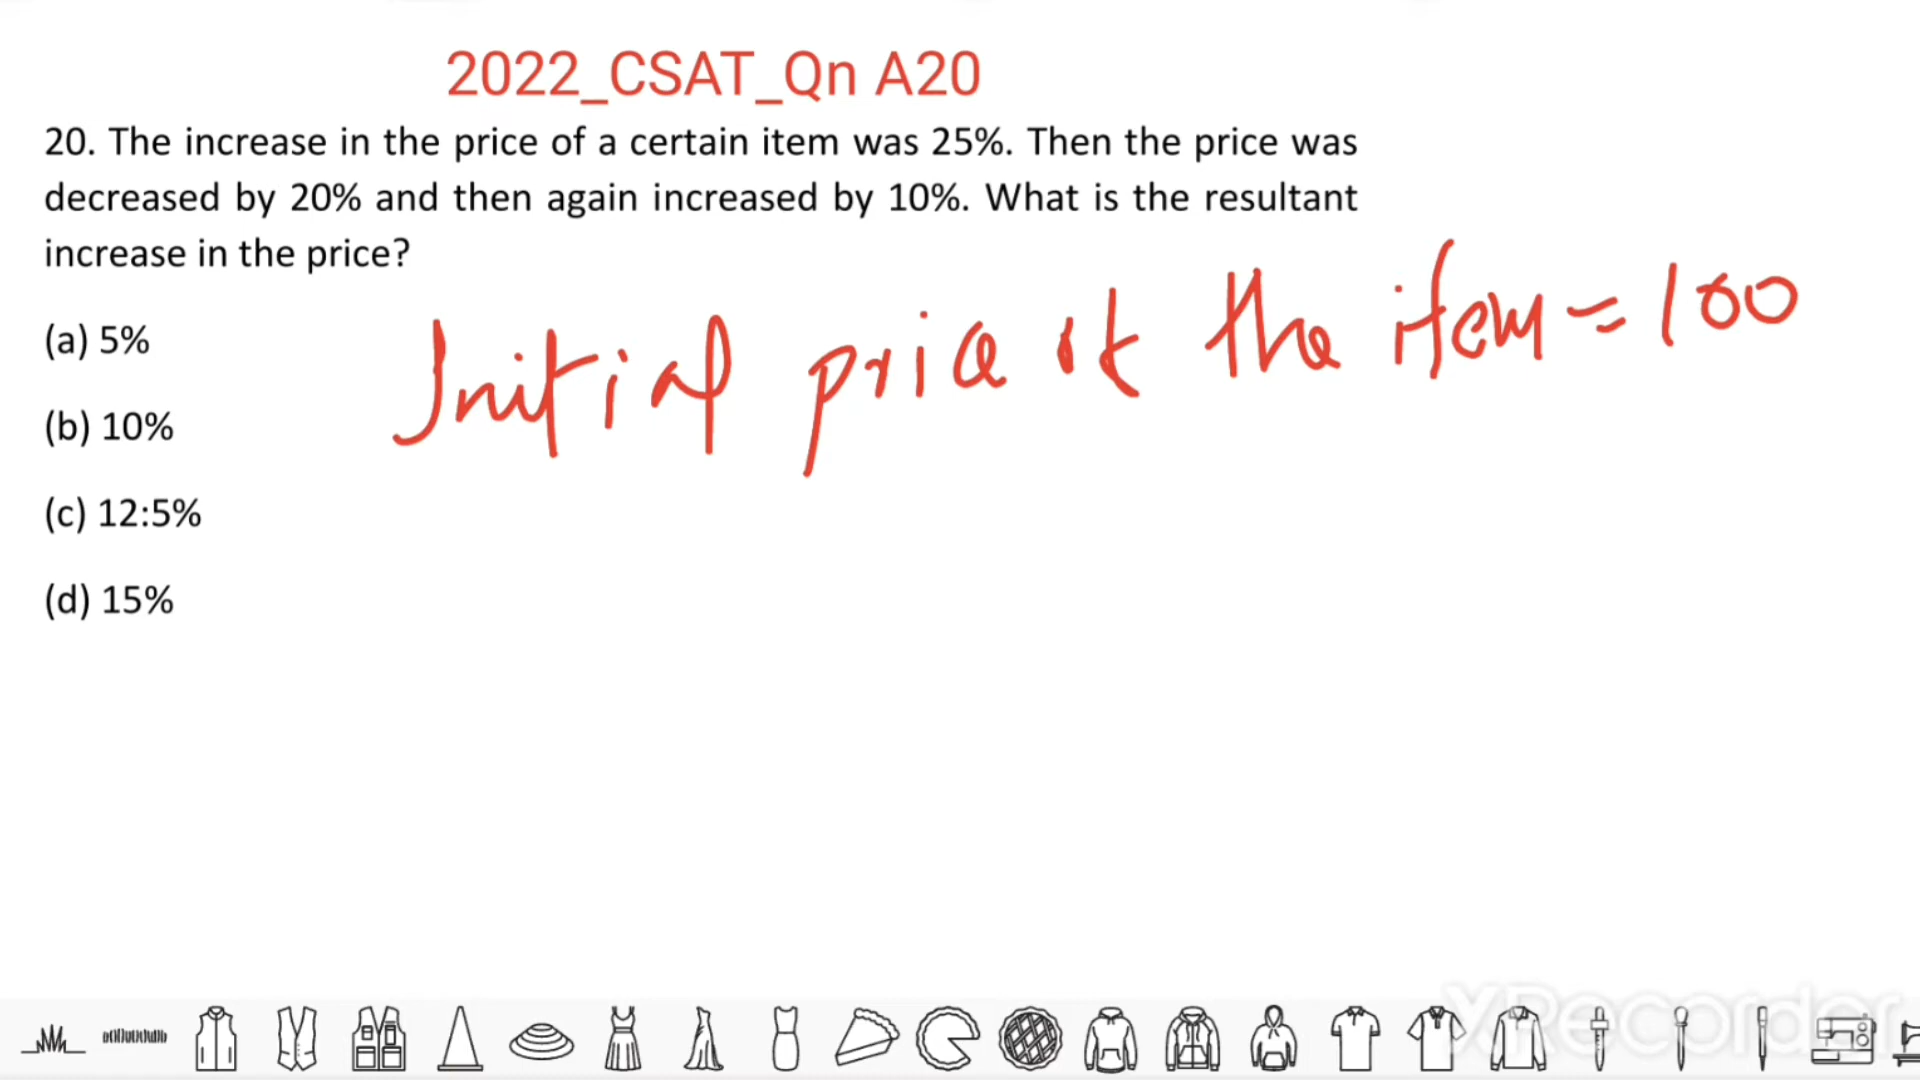 2022_CSAT_Qn A20
20. The increase in the price of a certain item was 25%. Then the price was
decreased by 20% and then again increased by 10%. What is the resultant
increase in the price?
Initial price of the item = 100
(a) 5%
(b) 10%
(c) 12:5%
(d) 15%
XRecorder